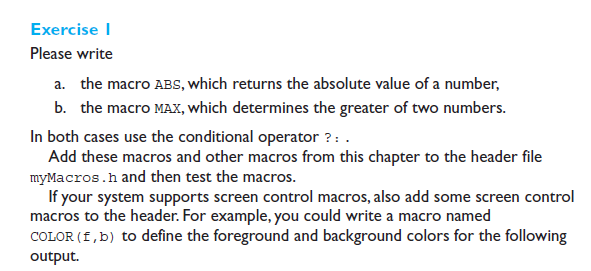 Exercise 1
Please write
a. the macro ABS, which returns the absolute value of a number,
b. the macro MAX, which determines the greater of two numbers.
In both cases use the conditional operator ?: .
Add these macros and other macros from this chapter to the header file
myMacros.h and then test the macros.
If your system supports screen control macros, also add some screen control
macros to the header. For example, you could write a macro named
COLOR(f,b) to define the foreground and background colors for the following
output.